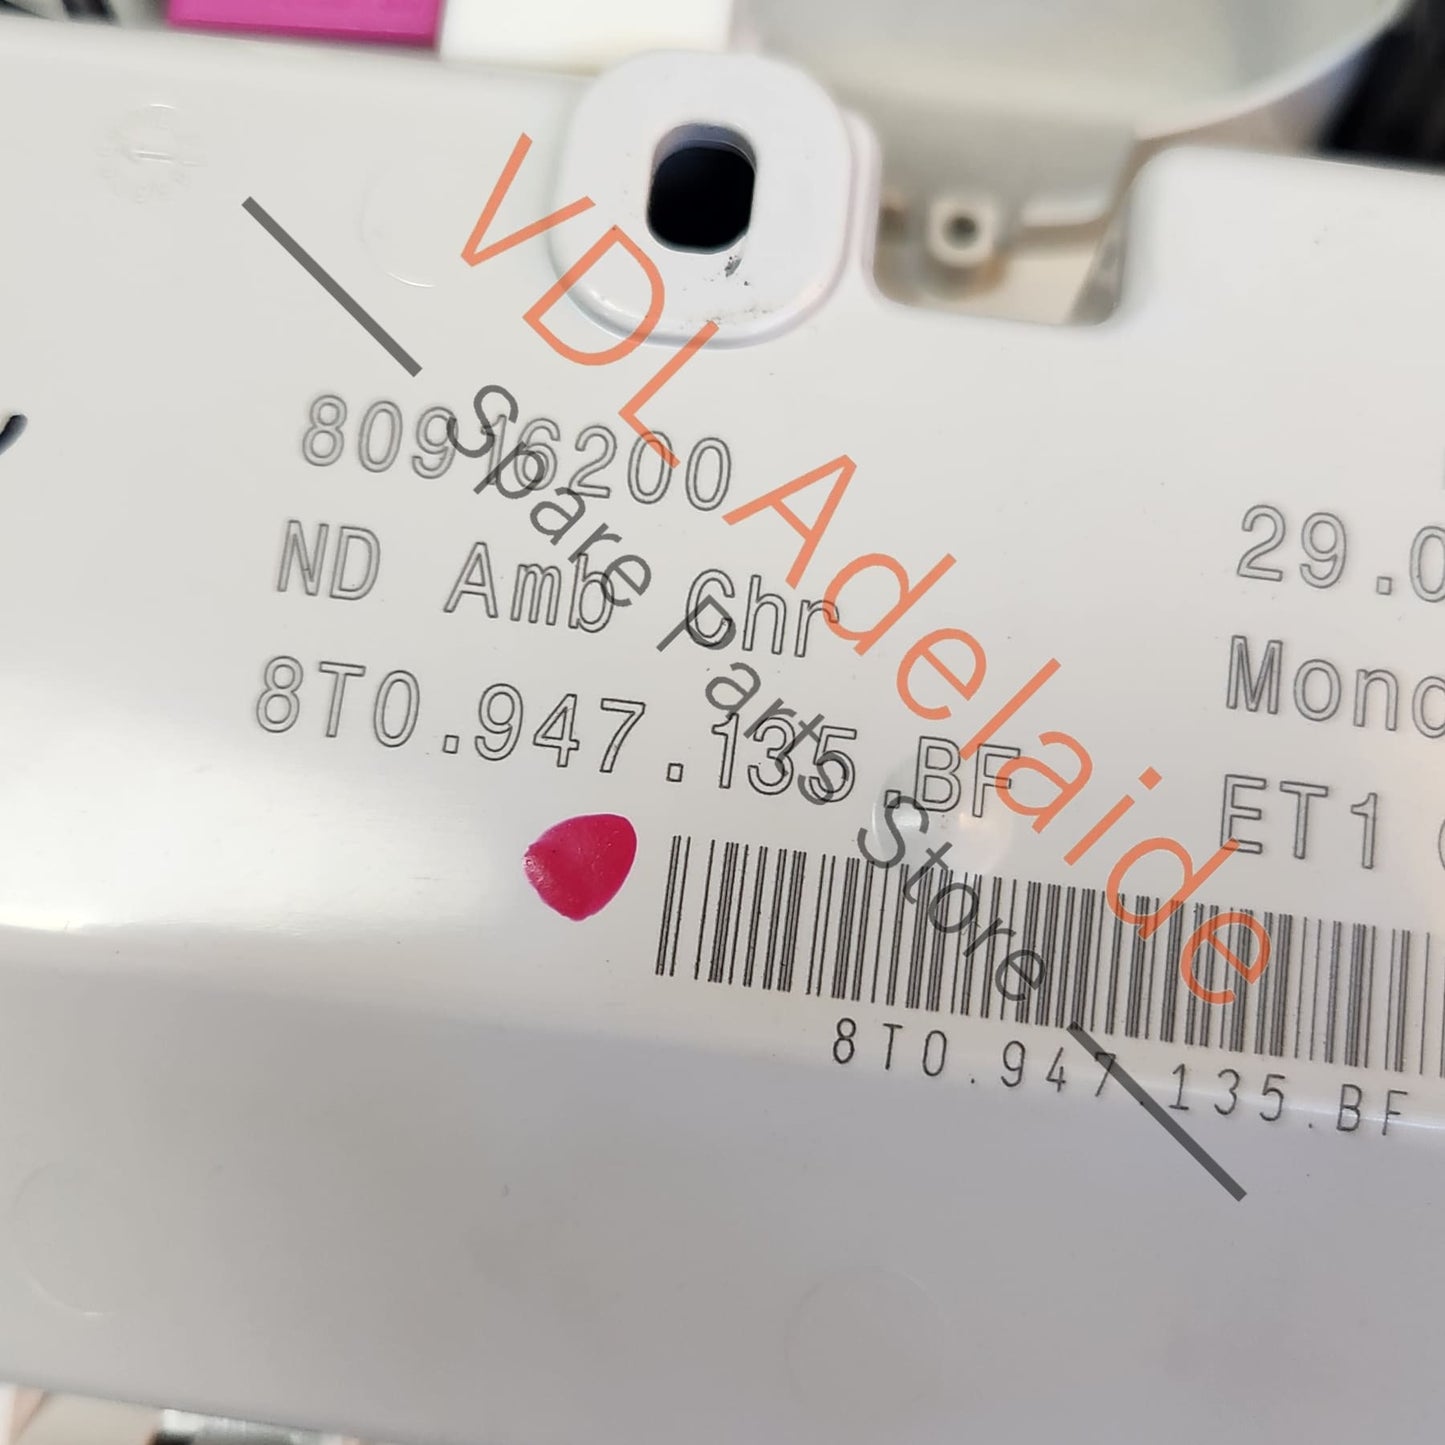 80916200
ND Amb Chr
8T0.947.135.BF
29.0
Mono
ET1
8T0.947.135.BF
VDL Adelaide
Spare Parts Store